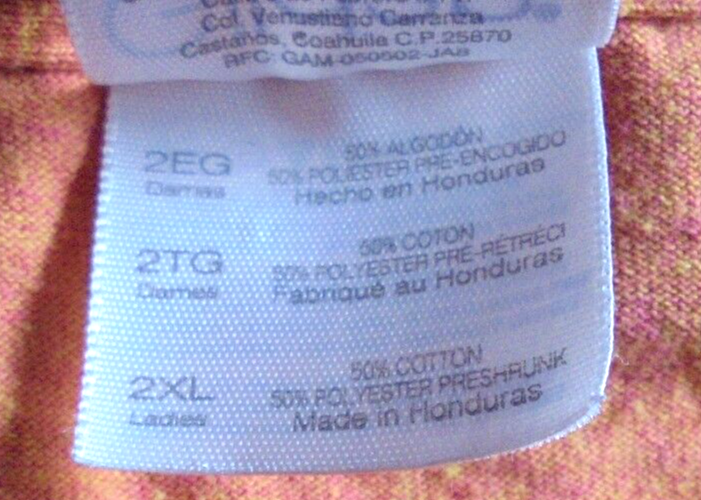 Col. Venustiano Carranza
Castaños, Coahuila C.P. 25870
RFC: GAM-050502-JA8
2EG
Damas
50% ALGODÓN
50% POLIESTER PRE-ENCOGIDO
Hecho en Honduras
2TG
Dames
50% COTON
50% POLYESTER PRÉ-RÉTRÉCI
Fabriqué au Honduras
2XL
Ladies
50% COTTON
50% POLYESTER PRESHRUNK
Made in Honduras